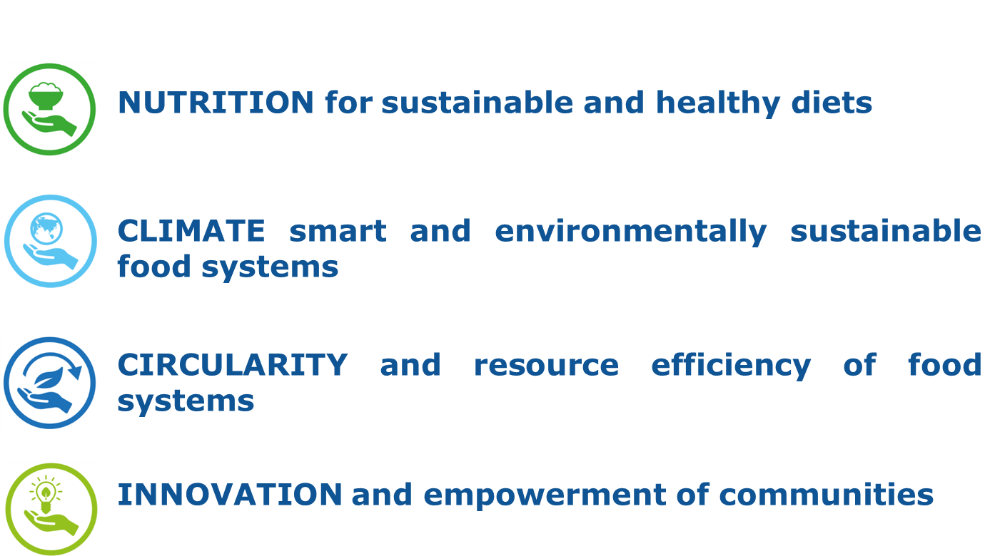 NUTRITION for sustainable and healthy diets
CLIMATE smart and environmentally sustainable
food systems
CIRCULARITY and resource efficiency of food
systems
INNOVATION and empowerment of communities